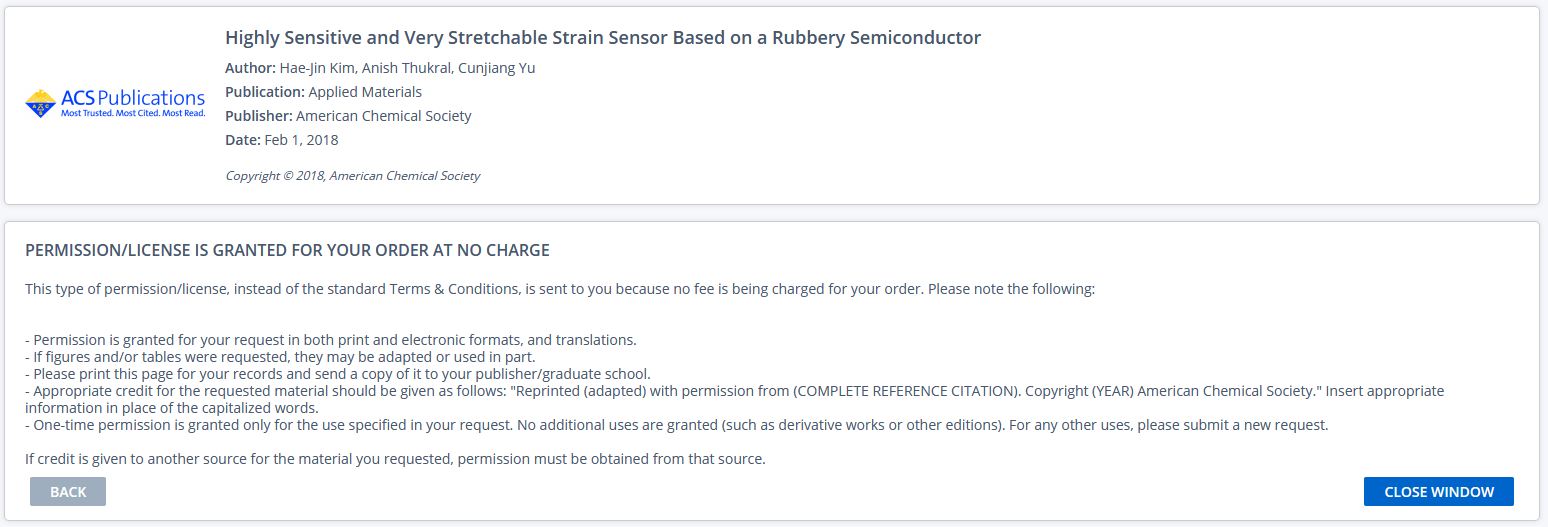 Highly Sensitive and Very Stretchable Strain Sensor Based on a Rubbery Semiconductor
Author: Hae-Jin Kim, Anish Thukral, Cunjiang Yu
ACS Publications
Most Trusted. Most Cited. Most Read.
Publication: Applied Materials
Publisher: American Chemical Society
Date: Feb 1, 2018
Copyright © 2018, American Chemical Society
PERMISSION/LICENSE IS GRANTED FOR YOUR ORDER AT NO CHARGE
This type of permission/license, instead of the standard Terms & Conditions, is sent to you because no fee is being charged for your order. Please note the following:
- Permission is granted for your request in both print and electronic formats, and translations.
- If figures and/or tables were requested, they may be adapted or used in part.
- Please print this page for your records and send a copy of it to your publisher/graduate school.
- Appropriate credit for the requested material should be given as follows: "Reprinted (adapted) with permission from (COMPLETE REFERENCE CITATION). Copyright (YEAR) American Chemical Society." Insert appropriate
information in place of the capitalized words.
- One-time permission is granted only for the use specified in your request. No additional uses are granted (such as derivative works or other editions). For any other uses, please submit a new request.
If credit is given to another source for the material you requested, permission must be obtained from that source.
BACK
CLOSE WINDOW